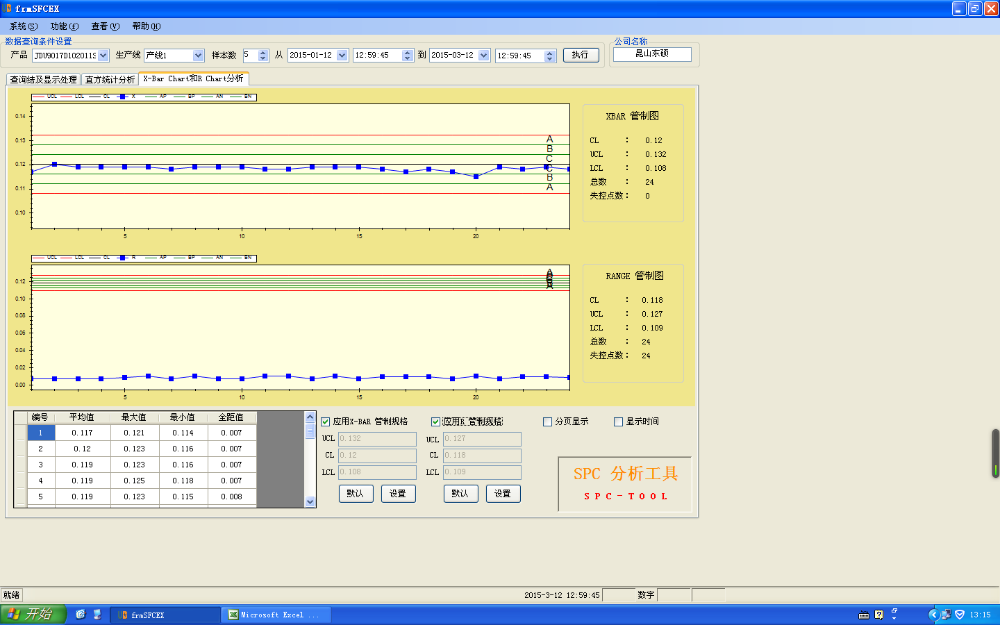 frmSFCEX
系统(S) 功能(f) 查看(V) 帮助(H)
数据查询条件设置 公司名称
产品 JDU9017D102011S 生产线 产线1 样本数 5 从 2015-01-12 12:59:45 到 2015-03-12 12:59:45 执行 昆山东硕
查询结及显示处理 直方统计分析 X-Bar Chart和R Chart分析
UCL LCL CL X AP BP AN BN
0.14
0.13
0.12
0.11
0.10
A
B
C
C
B
A
5 10 15 20
XBAR 管制图
CL : 0.12
UCL : 0.132
LCL : 0.108
总数 : 24
失控点数: 0
UCL LCL CL R AP BP AN BN
0.12
0.10
0.08
0.06
0.04
0.02
0.00
A
A
5 10 15 20
RANGE 管制图
CL : 0.118
UCL : 0.127
LCL : 0.109
总数 : 24
失控点数: 24
编号 平均值 最大值 最小值 全距值
1 0.117 0.121 0.114 0.007
2 0.12 0.123 0.116 0.007
3 0.119 0.123 0.116 0.007
4 0.119 0.125 0.118 0.007
5 0.119 0.123 0.115 0.008
应用X-BAR 管制规格
UCL 0.132
CL 0.12
LCL 0.108
默认 设置
应用R 管制规格
UCL 0.127
CL 0.118
LCL 0.109
默认 设置
分页显示 显示时间
SPC 分析工具
SPC-TOOL
就绪 2015-3-12 12:59:45 数字
开始 frmSFCEX Microsoft Excel ... 13:15